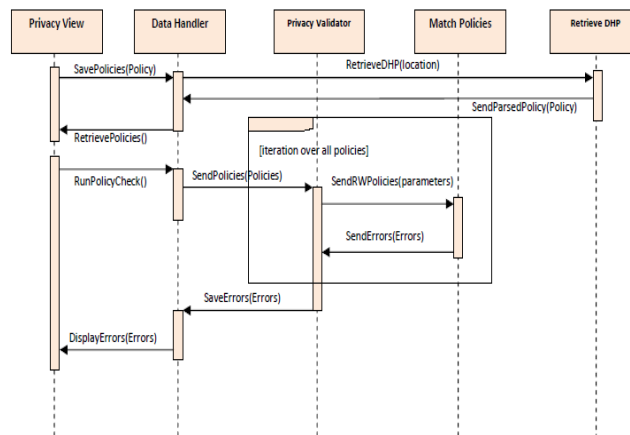 Privacy View
Data Handler
Privacy Validator
Match Policies
Retrieve DHP
SavePolicies(Policy)
RetrieveDHP(location)
SendParsedPolicy(Policy)
RetrievePolicies()
[iteration over all policies]
RunPolicyCheck()
SendPolicies(Policies)
SendRWPolicies(parameters)
SendErrors(Errors)
SaveErrors(Errors)
DisplayErrors(Errors)